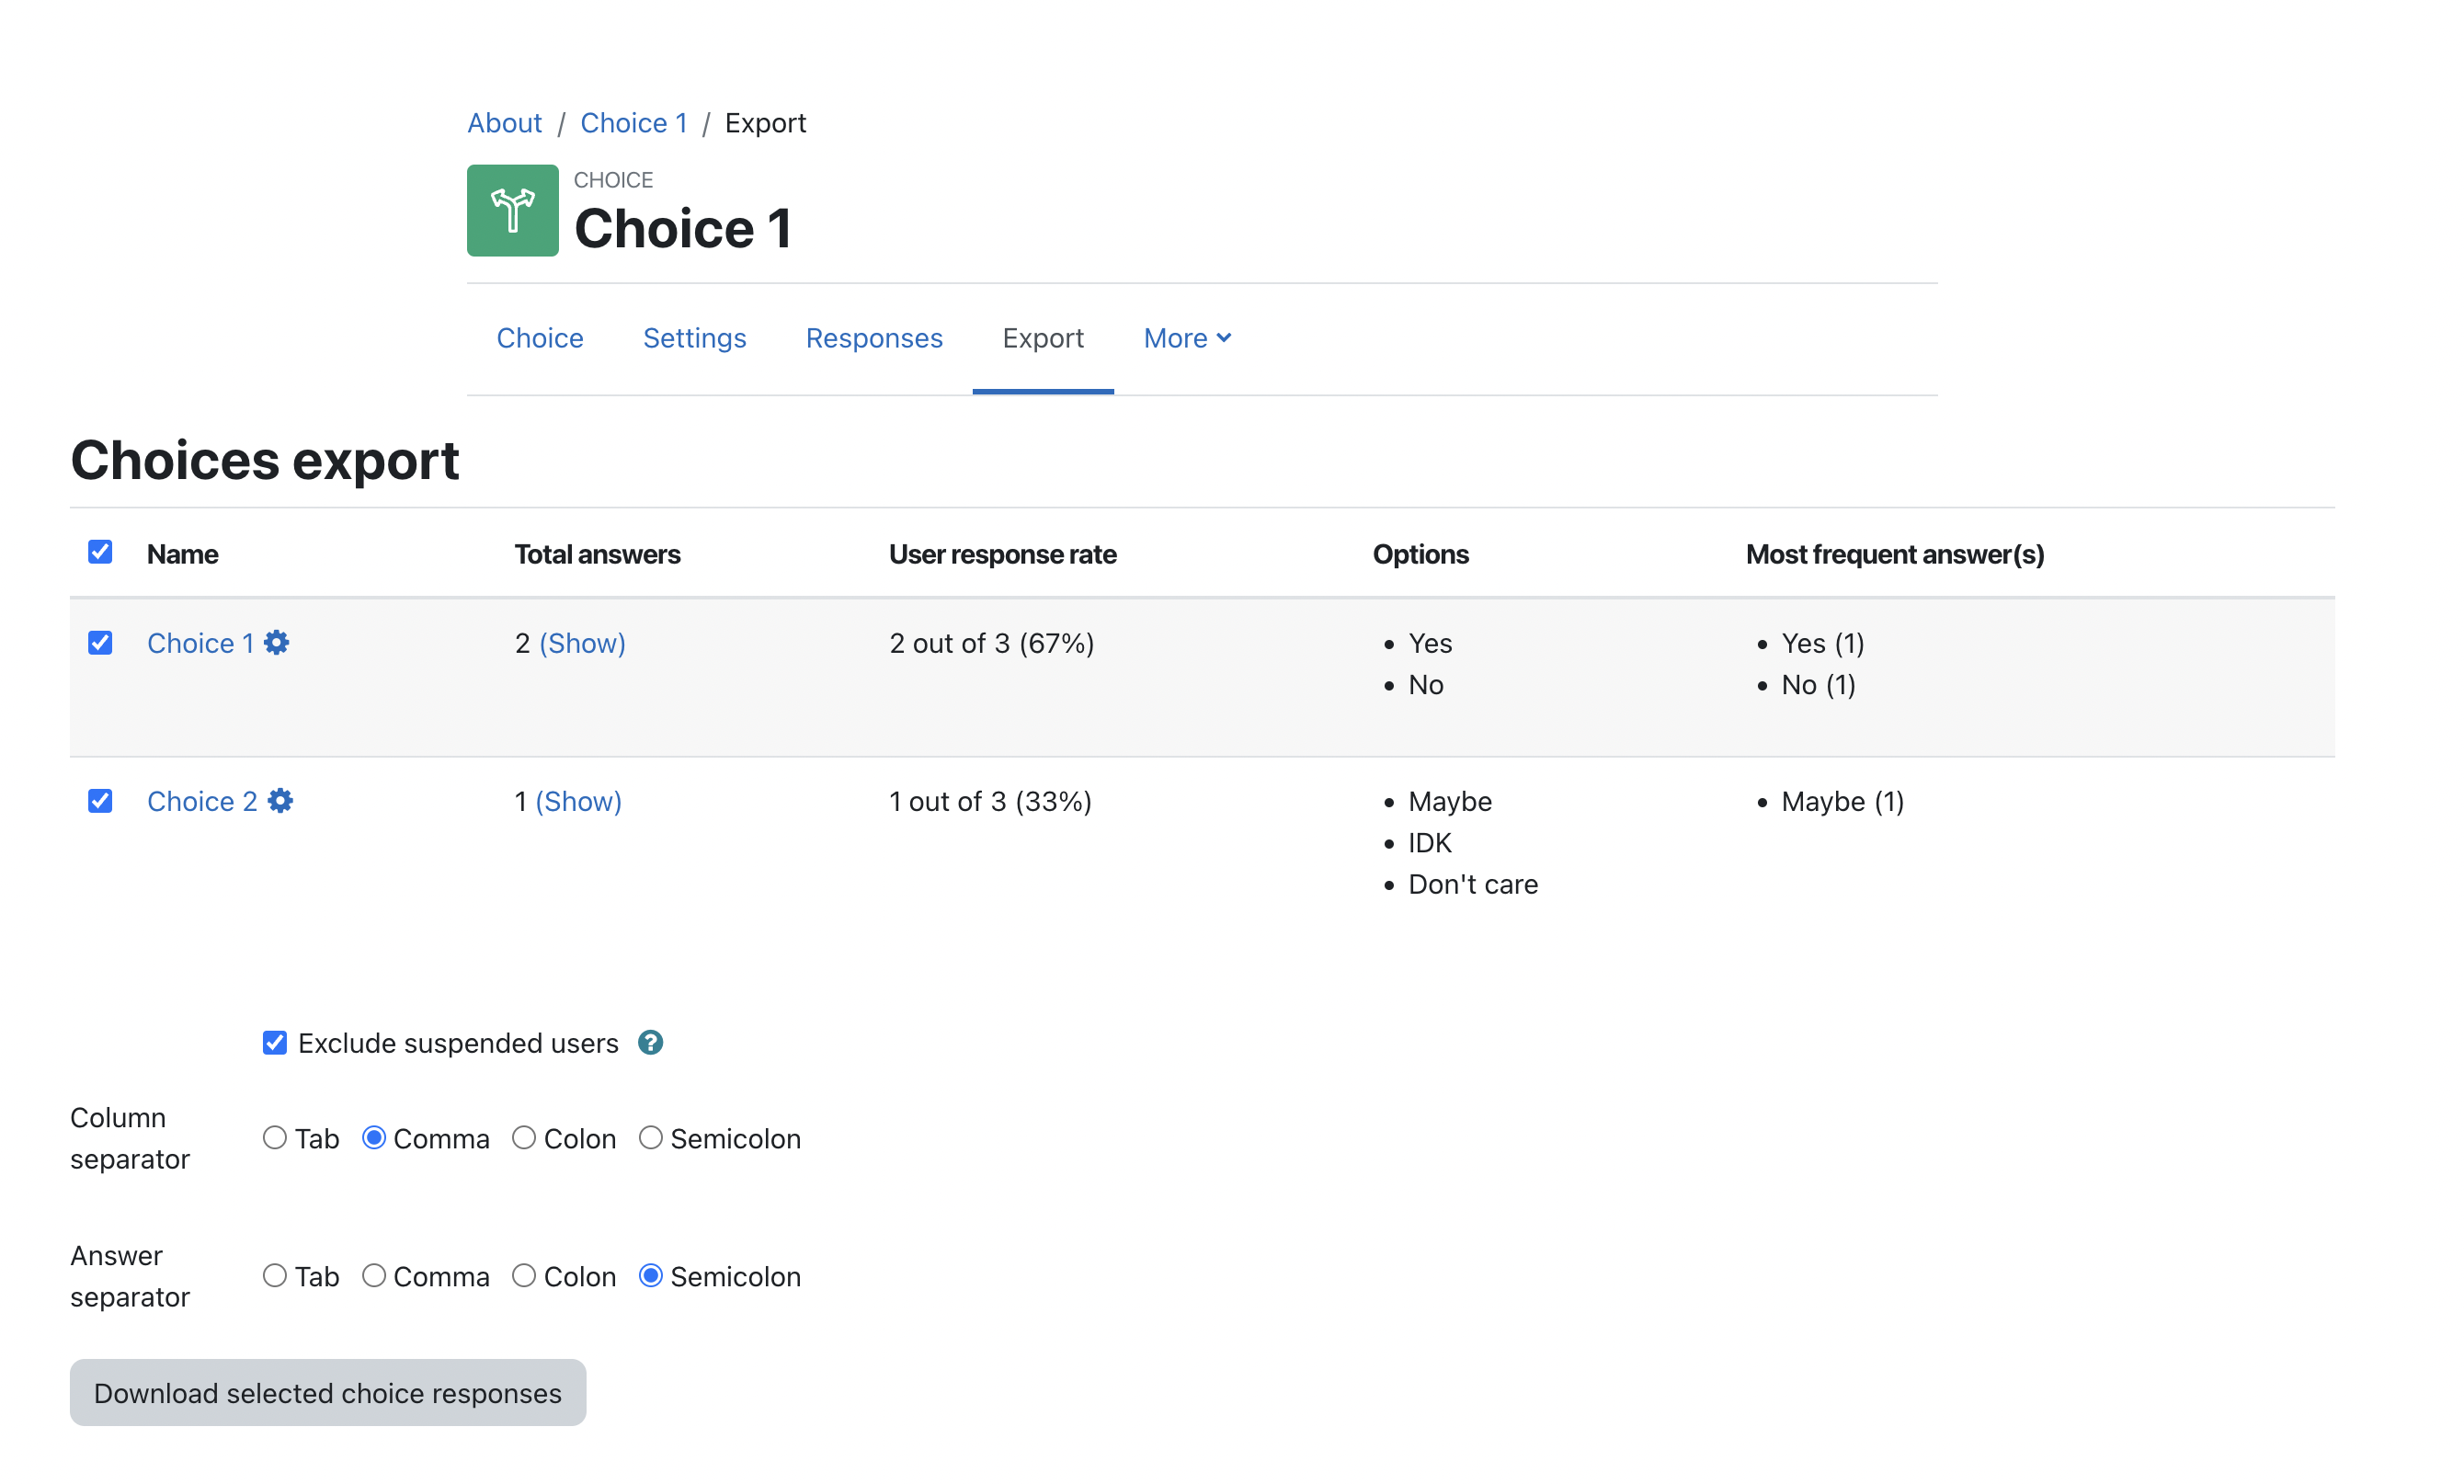 About / Choice 1 / Export
CHOICE
Choice 1
Choice Settings Responses Export More
Choices export
Name Total answers User response rate Options Most frequent answer(s)
Choice 1 2 (Show) 2 out of 3 (67%) • Yes • Yes (1)
• No • No (1)
Choice 2 1 (Show) 1 out of 3 (33%) • Maybe • Maybe (1)
• IDK
• Don't care
Exclude suspended users ?
Column
separator
Tab Comma Colon Semicolon
Answer
separator
Tab Comma Colon Semicolon
Download selected choice responses